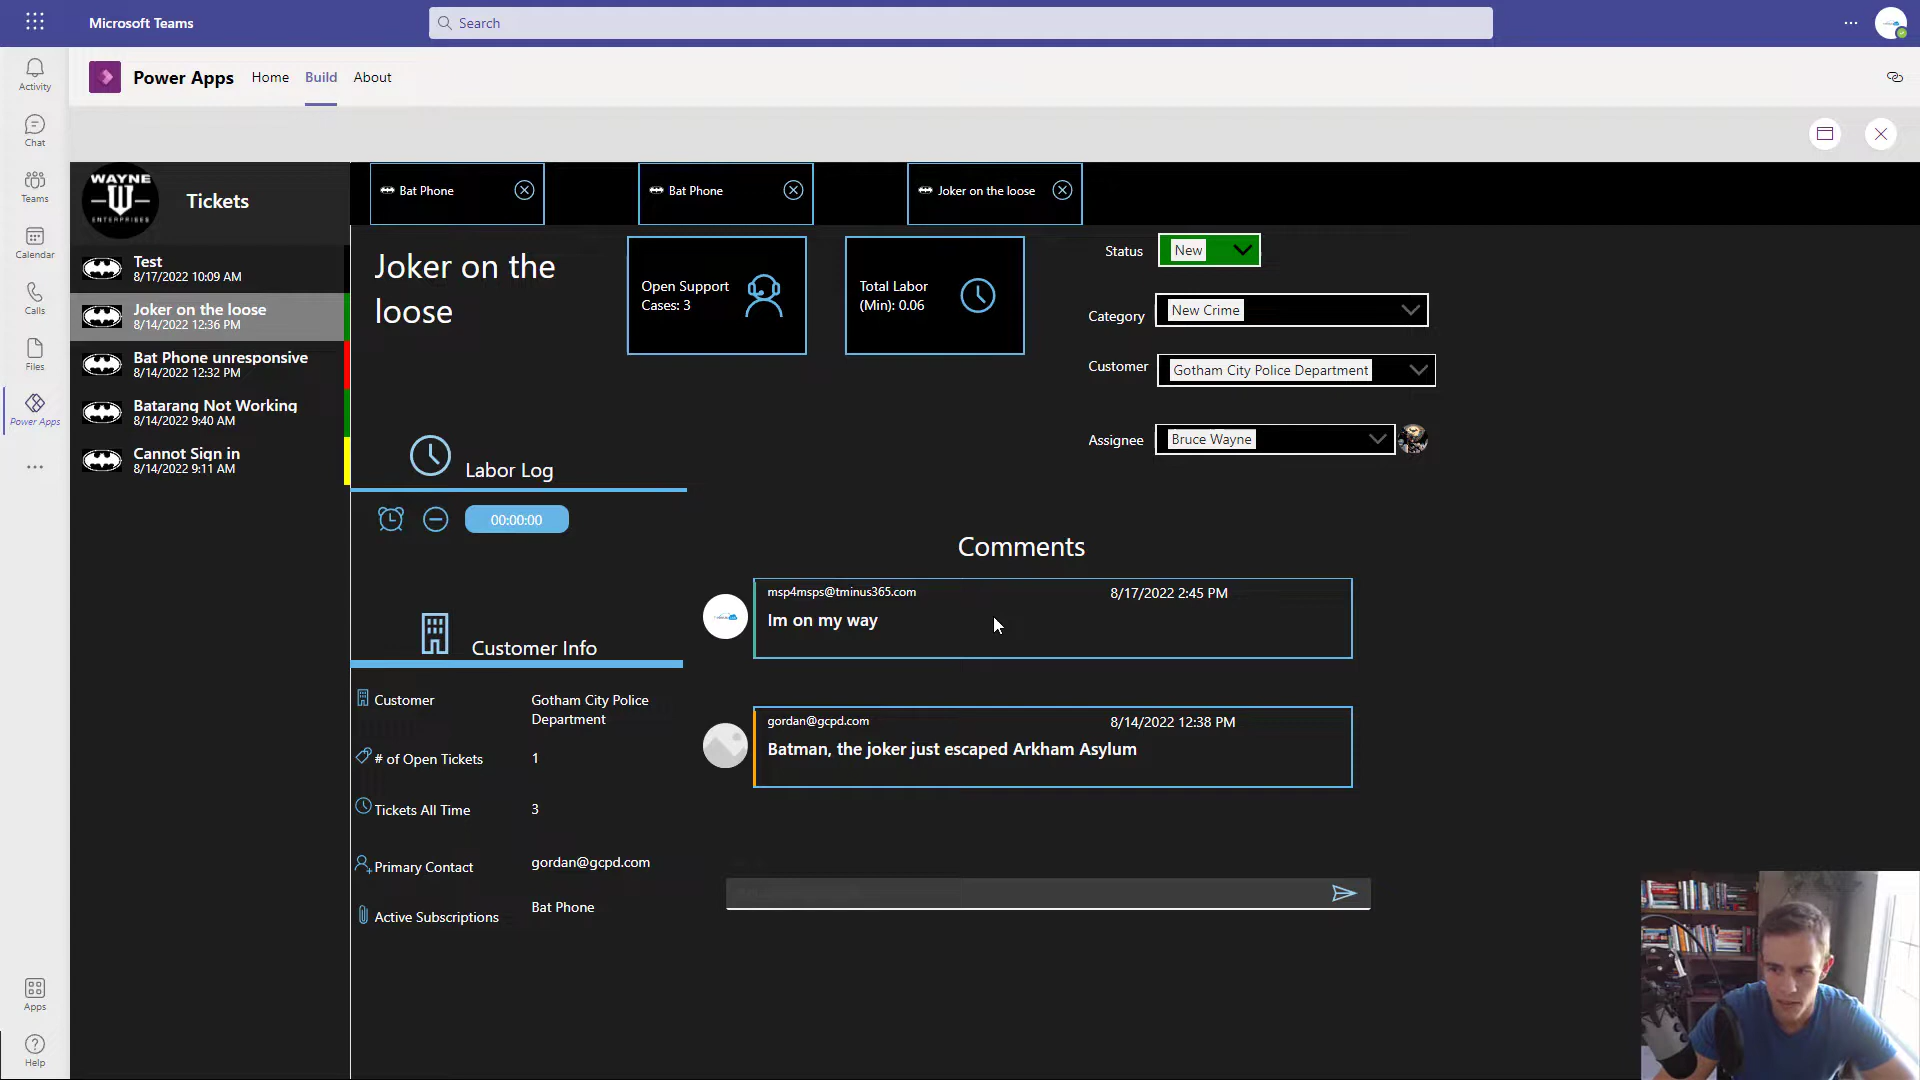 Microsoft Teams
Search
Activity
Chat
Teams
Calendar
Calls
Files
Power Apps
Apps
Help
Power Apps
Home
Build
About
WAYNE
W
ENTERPRISES
Tickets
Test
8/17/2022 10:09 AM
Joker on the loose
8/14/2022 12:36 PM
Bat Phone unresponsive
8/14/2022 12:32 PM
Batarang Not Working
8/14/2022 9:40 AM
Cannot Sign in
8/14/2022 9:11 AM
Bat Phone
Bat Phone
Joker on the loose
Joker on the
loose
Open Support
Cases: 3
Total Labor
(Min): 0.06
Status
New
Category
New Crime
Customer
Gotham City Police Department
Assignee
Bruce Wayne
Labor Log
00:00:00
Customer Info
Customer
Gotham City Police
Department
# of Open Tickets
1
Tickets All Time
3
Primary Contact
gordan@gcpd.com
Active Subscriptions
Bat Phone
Comments
msp4msps@tminus365.com
8/17/2022 2:45 PM
Im on my way
gordan@gcpd.com
8/14/2022 12:38 PM
Batman, the joker just escaped Arkham Asylum